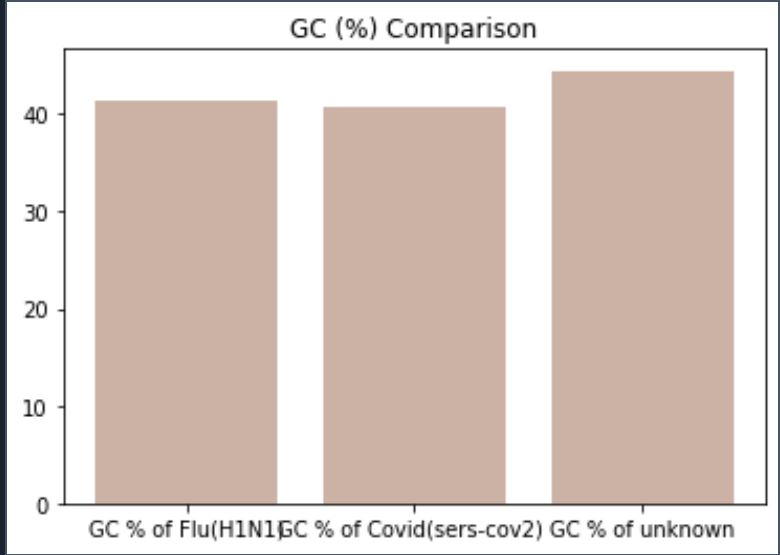 GC (%) Comparison
40
30
20
10
0
GC % of Flu(H1N1) GC % of Covid(sers-cov2) GC % of unknown